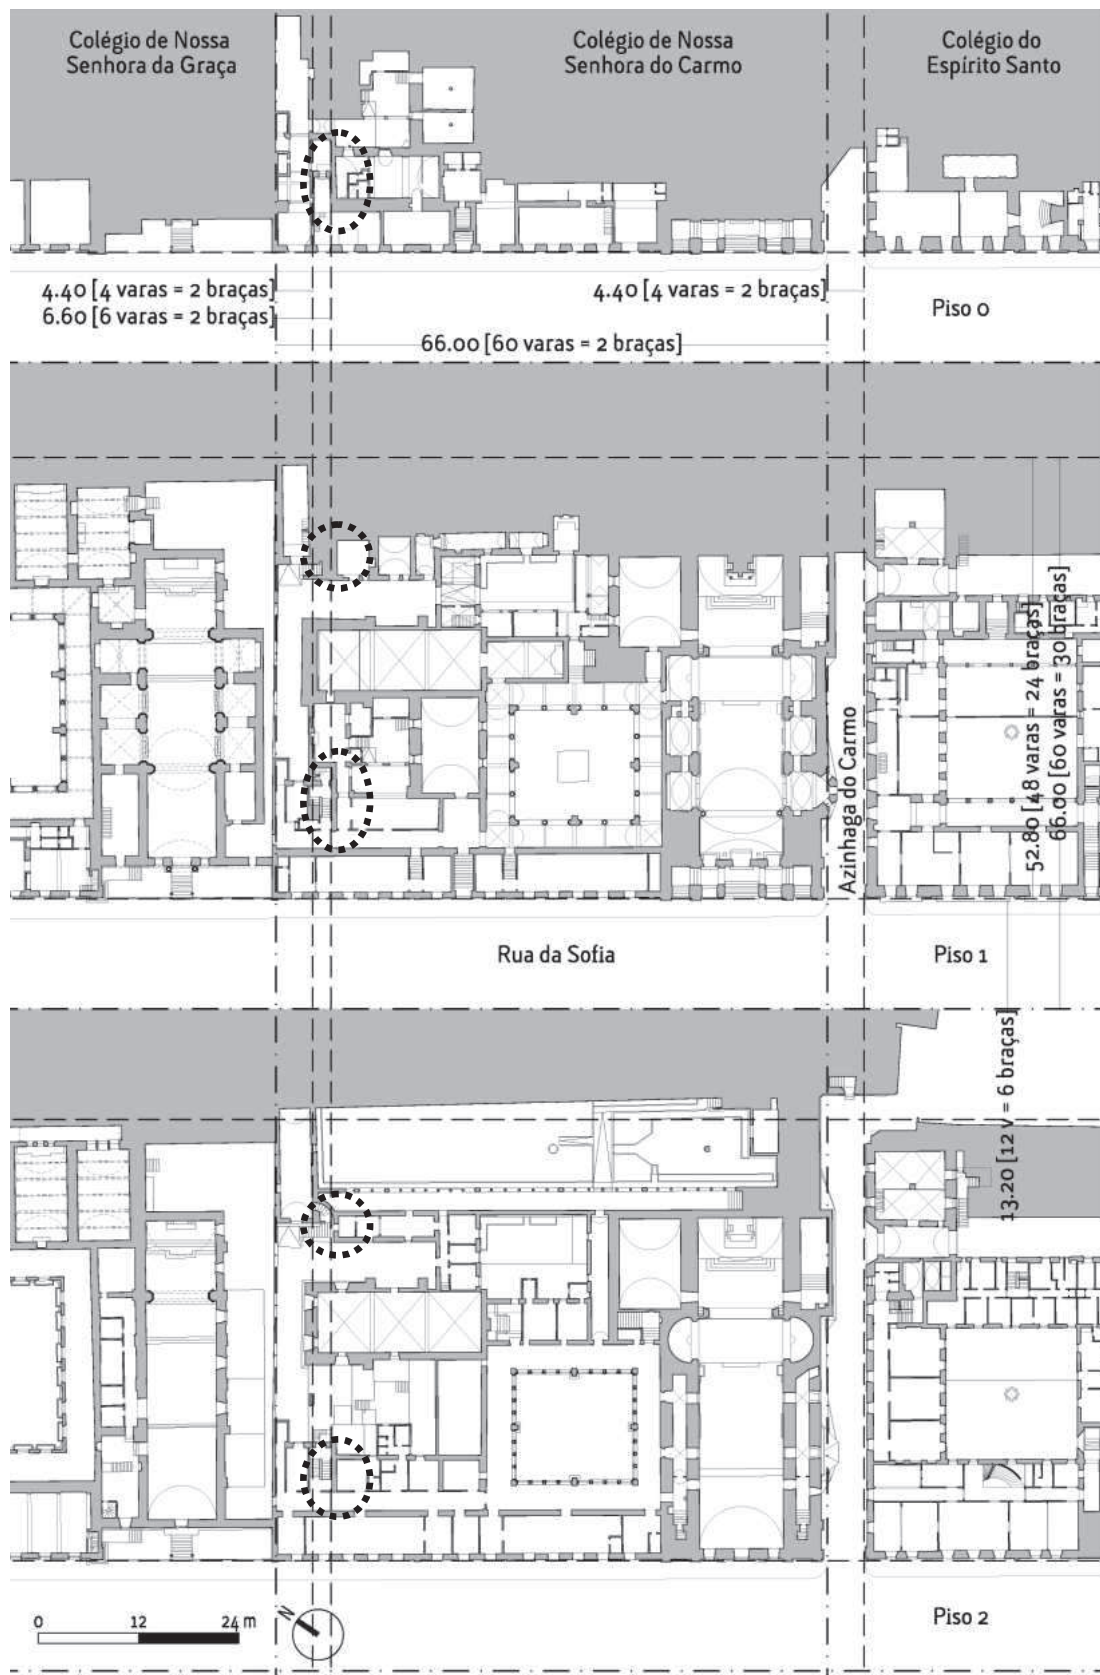 Colégio de Nossa
Senhora da Graça
Colégio de Nossa
Senhora do Carmo
Colégio do
Espírito Santo
4.40 [4 varas = 2 braças]
4.40 [4 varas = 2 braças]
6.60 [6 varas = 2 braças]
Piso 0
66.00 [60 varas = 2 braças]
52.80 [48 varas = 24 braças]
66.00 [60 varas = 30 braças]
Azinhaga do Carmo
Rua da Sofia
Piso 1
13.20 [12 v = 6 braças]
0 12 24 m
N
Piso 2